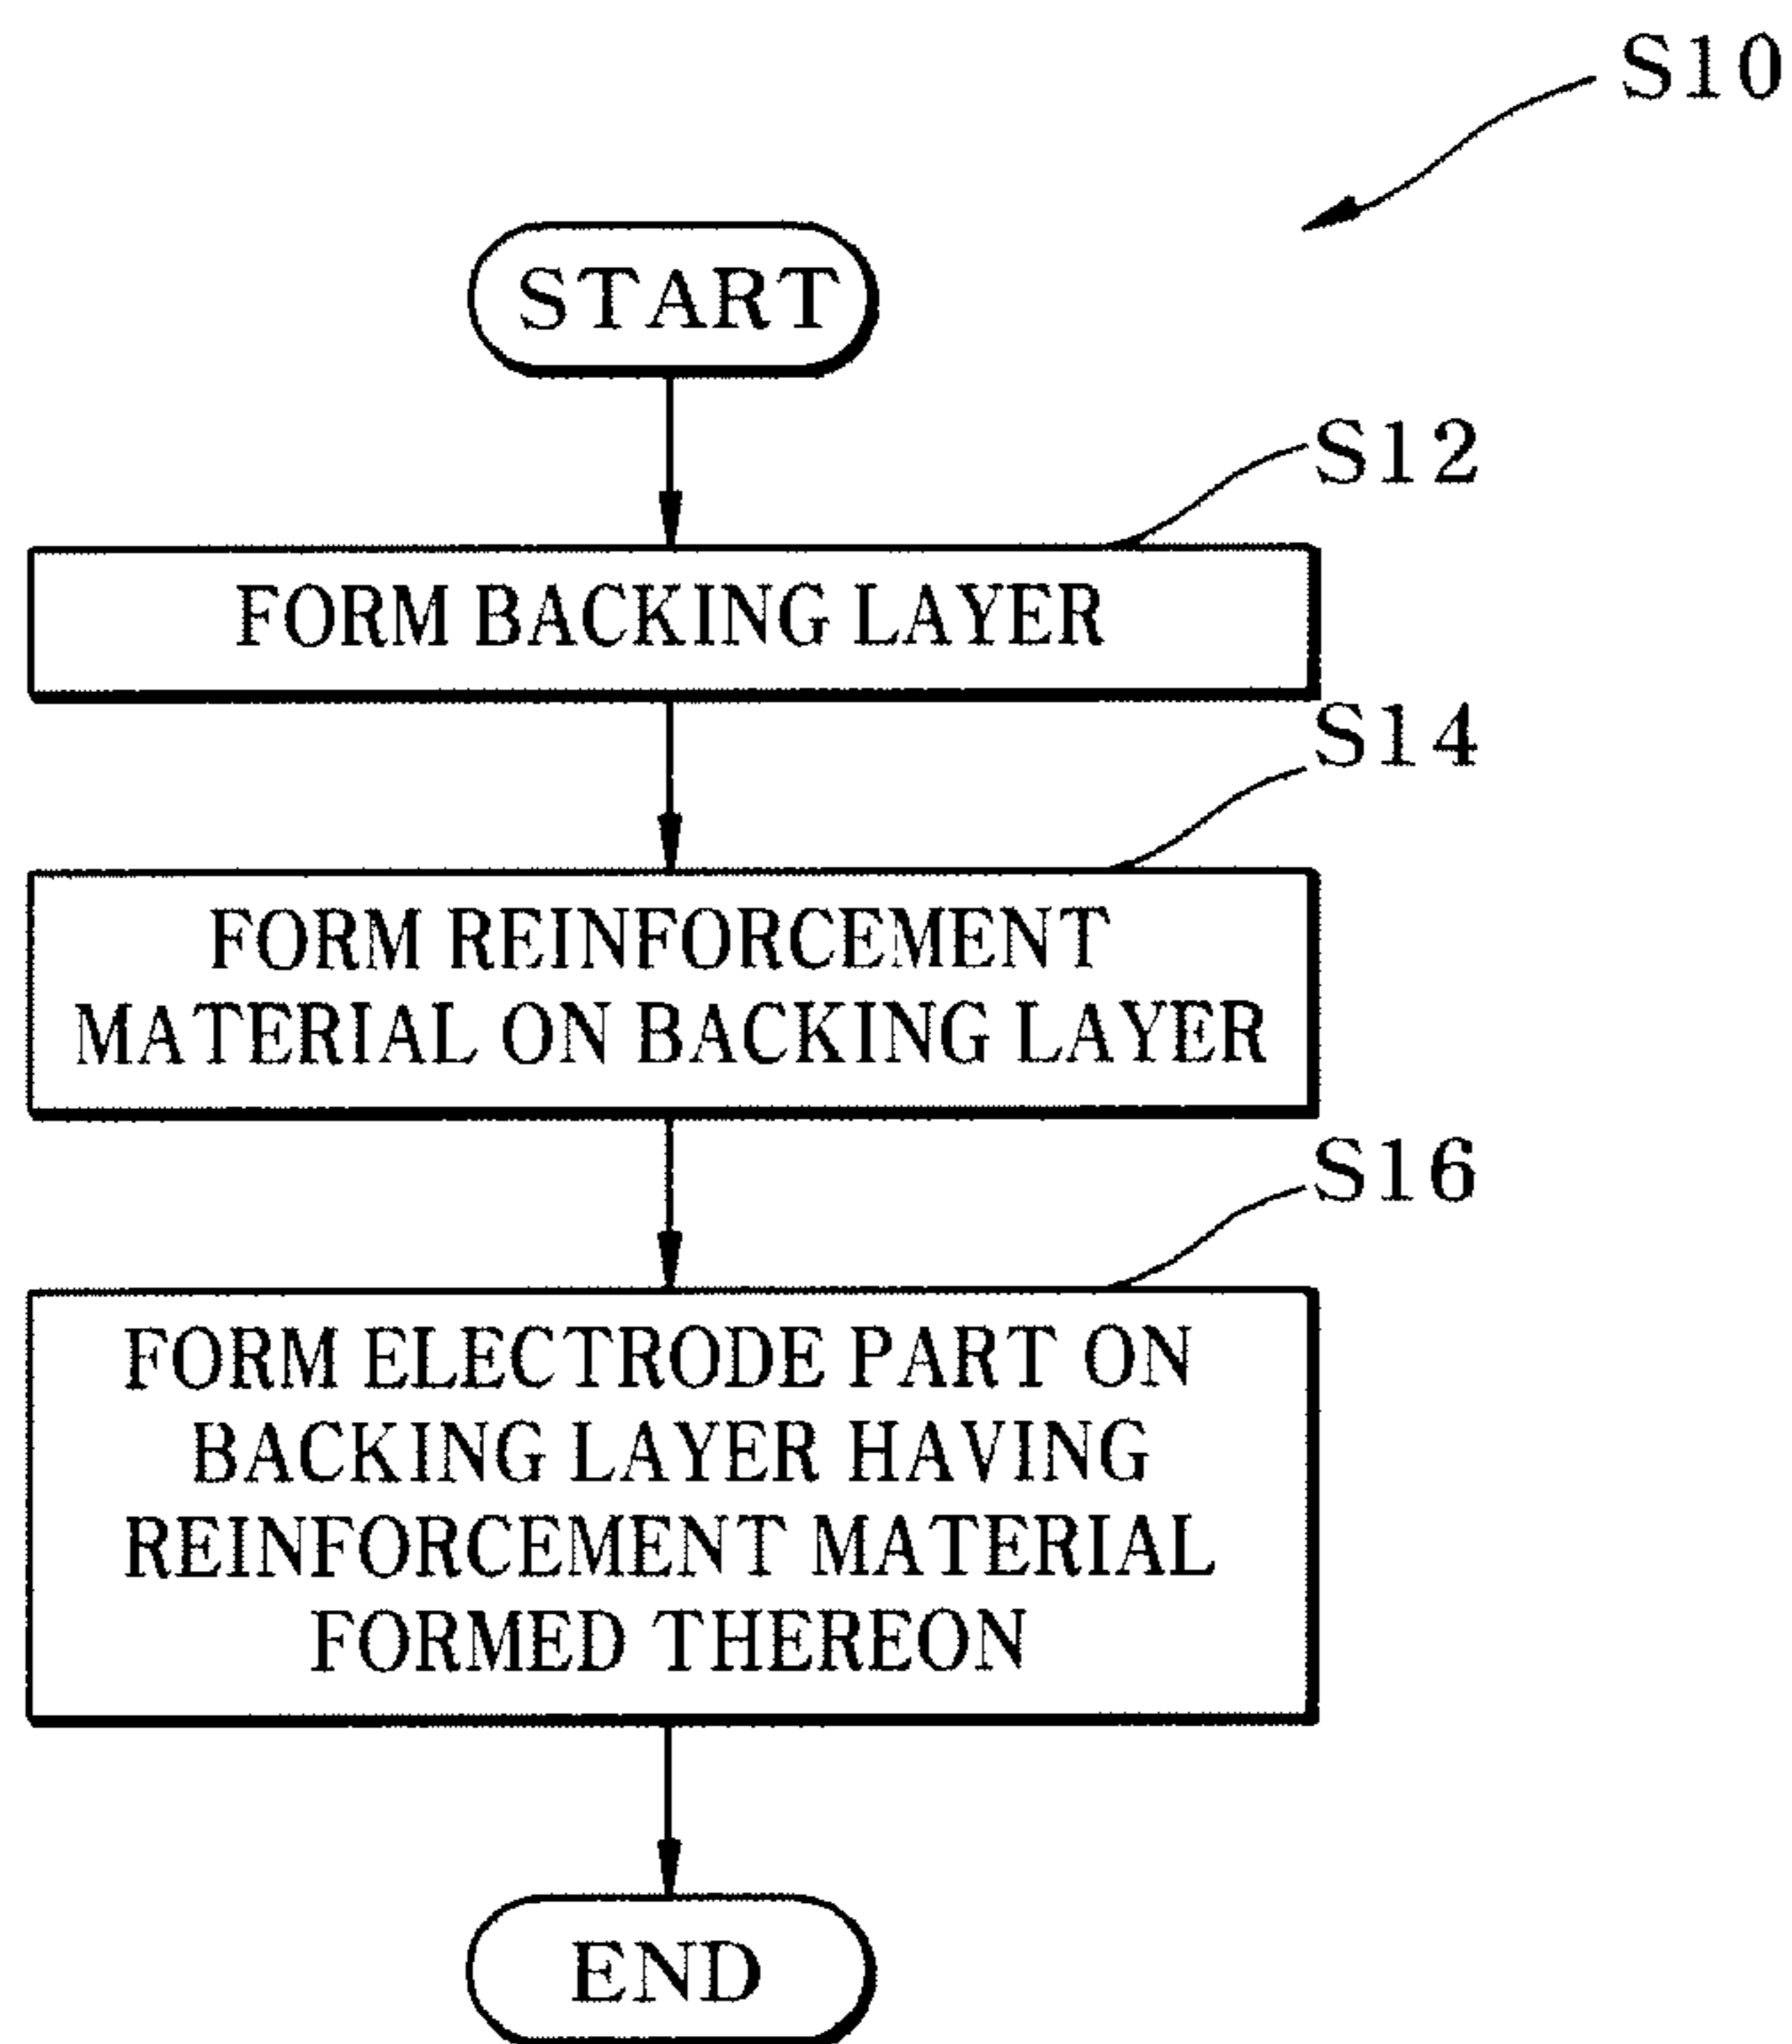 S10
START
S12
FORM BACKING LAYER
S14
FORM REINFORCEMENT
MATERIAL ON BACKING LAYER
S16
FORM ELECTRODE PART ON
BACKING LAYER HAVING
REINFORCEMENT MATERIAL
FORMED THEREON
END